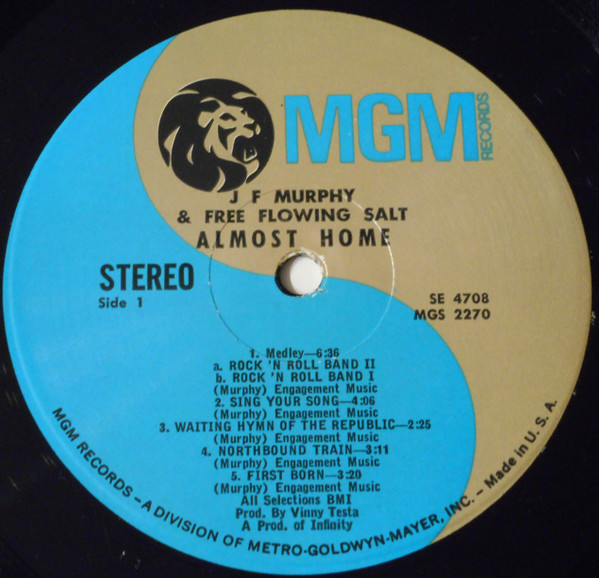 MGM
RECORDS
J F MURPHY
& FREE FLOWING SALT
ALMOST HOME
STEREO
Side 1
SE 4708
MGS 2270
1. Medley—6:36
a. ROCK 'N ROLL BAND II
b. ROCK 'N ROLL BAND I
(Murphy) Engagement Music
2. SING YOUR SONG—4:06
(Murphy) Engagement Music
3. WAITING HYMN OF THE REPUBLIC—2:25
(Murphy) Engagement Music
4. NORTHBOUND TRAIN—3:11
(Murphy) Engagement Music
5. FIRST BORN—3:20
(Murphy) Engagement Music
All Selections BMI
Prod. By Vinny Testa
A Prod. of Infinity
MGM RECORDS – A DIVISION OF METRO-GOLDWYN-MAYER, INC. – Made in U. S. A.